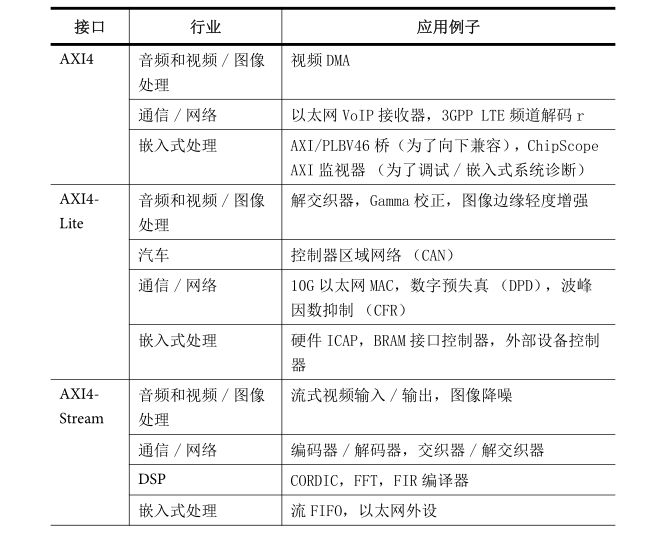 接口 行业 应用例子
AXI4 音频和视频 / 图像 视频 DMA
处理
通信 / 网络 以太网 VoIP 接收器，3GPP LTE 频道解码 r
嵌入式处理 AXI/PLBV46 桥（为了向下兼容），ChipScope
AXI 监视器 （为了调试 / 嵌入式系统诊断）
AXI4- 音频和视频 / 图像 解交织器，Gamma 校正，图像边缘轻度增强
Lite 处理
汽车 控制器区域网络 （CAN）
通信 / 网络 10G 以太网 MAC，数字预失真 （DPD），波峰
因数抑制 （CFR）
嵌入式处理 硬件 ICAP，BRAM 接口控制器，外部设备控制
器
AXI4- 音频和视频 / 图像 流式视频输入 / 输出，图像降噪
Stream 处理
通信 / 网络 编码器 / 解码器，交织器 / 解交织器
DSP CORDIC，FFT，FIR 编译器
嵌入式处理 流 FIFO，以太网外设